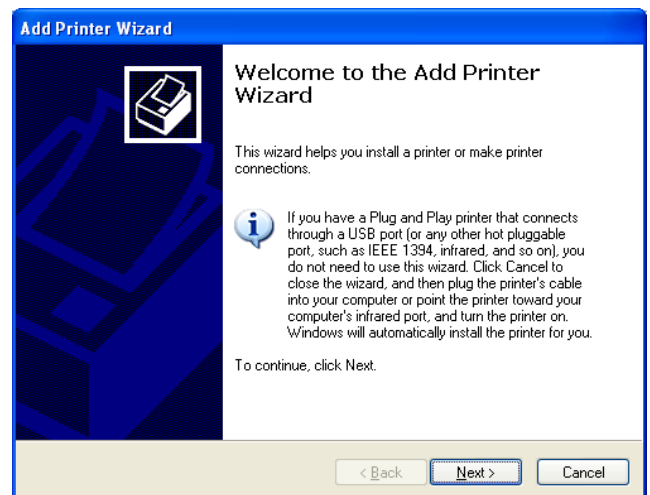 Add Printer Wizard
Welcome to the Add Printer
Wizard
This wizard helps you install a printer or make printer
connections.
If you have a Plug and Play printer that connects
through a USB port (or any other hot pluggable
port, such as IEEE 1394, infrared, and so on), you
do not need to use this wizard. Click Cancel to
close the wizard, and then plug the printer's cable
into your computer or point the printer toward your
computer's infrared port, and turn the printer on.
Windows will automatically install the printer for you.
To continue, click Next.
< Back Next > Cancel